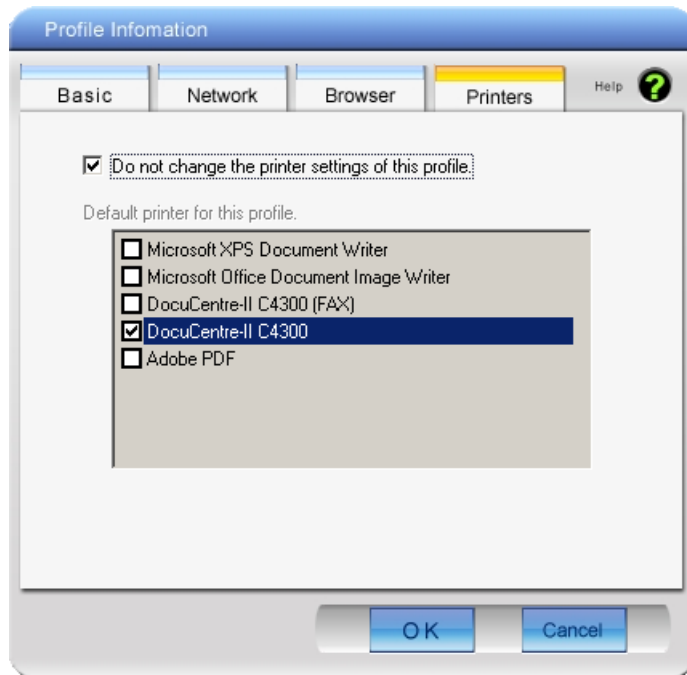 Profile Infomation
Basic Network Browser Printers Help ?
Do not change the printer settings of this profile.
Default printer for this profile.
Microsoft XPS Document Writer
Microsoft Office Document Image Writer
DocuCentre-II C4300 (FAX)
DocuCentre-II C4300
Adobe PDF
OK Cancel